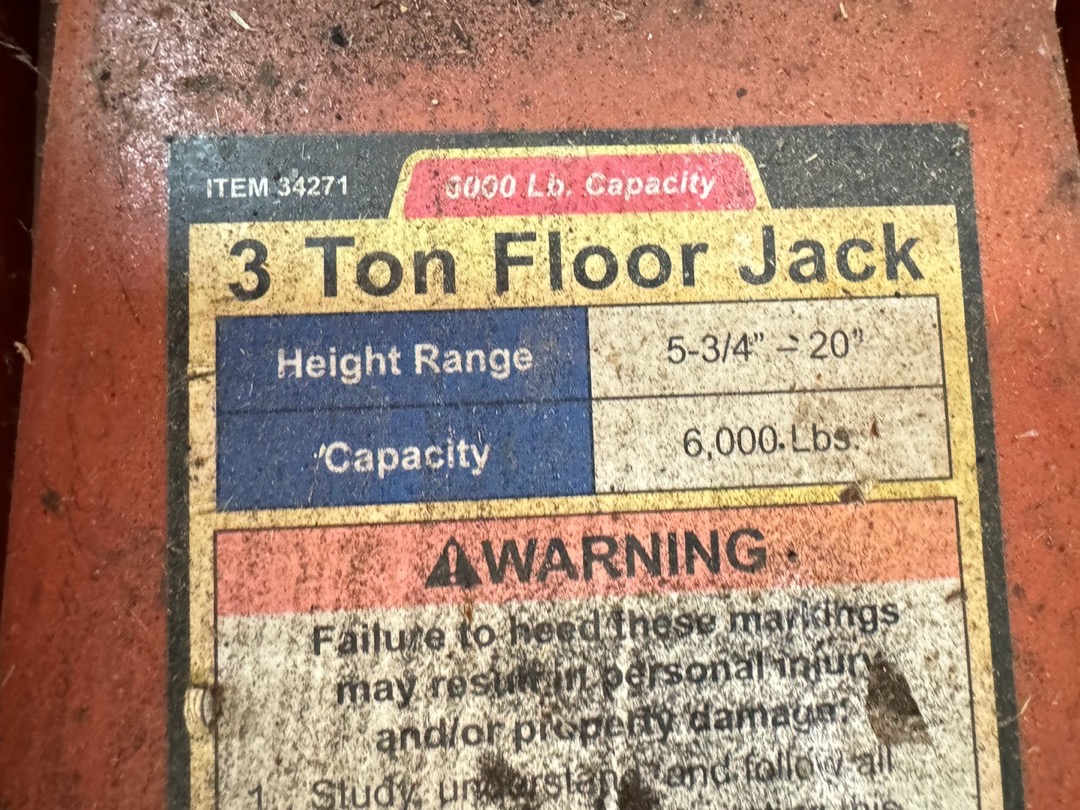 ITEM 34271
6000 Lb. Capacity
3 Ton Floor Jack
Height Range
5-3/4” – 20”
Capacity
6,000 Lbs.
WARNING
Failure to heed these markings
may result in personal injury
and/or property damage:
1. Study, understand, and follow all